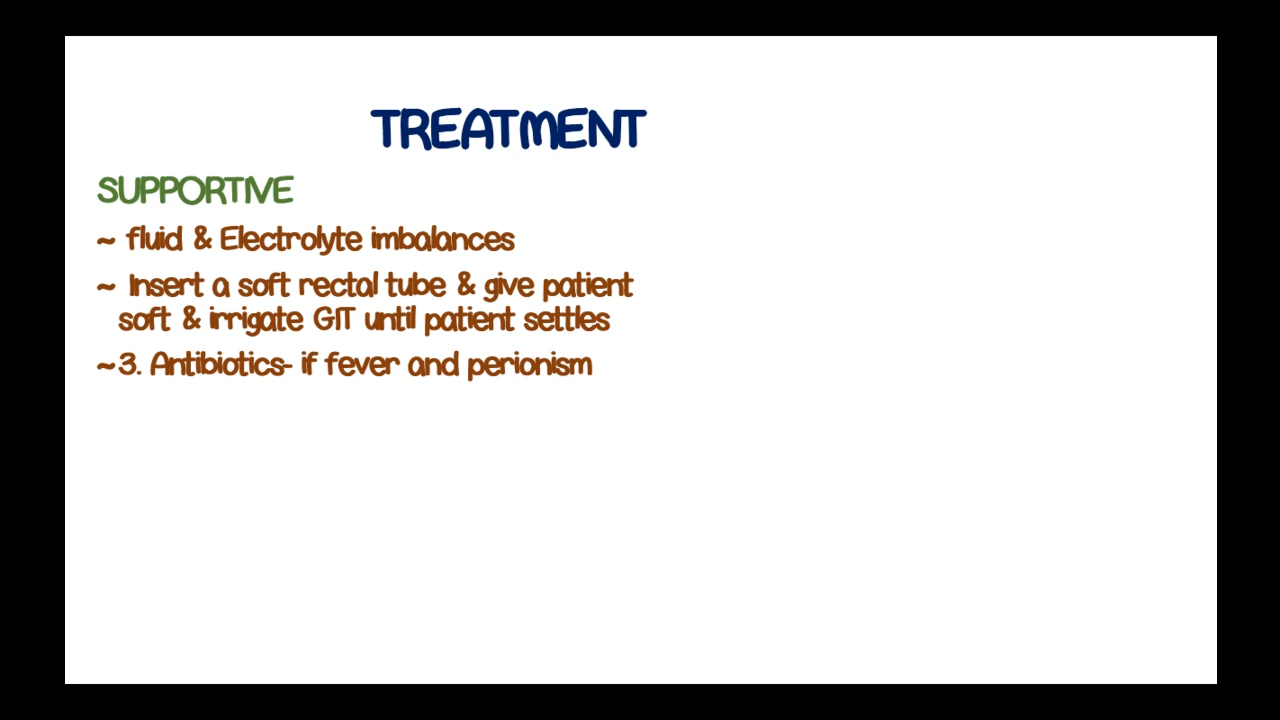 TREATMENT
SUPPORTIVE
~ fluid & Electrolyte imbalances
~ Insert a soft rectal tube & give patient
soft & irrigate GIT until patient settles
~3. Antibiotics- if fever and perionism